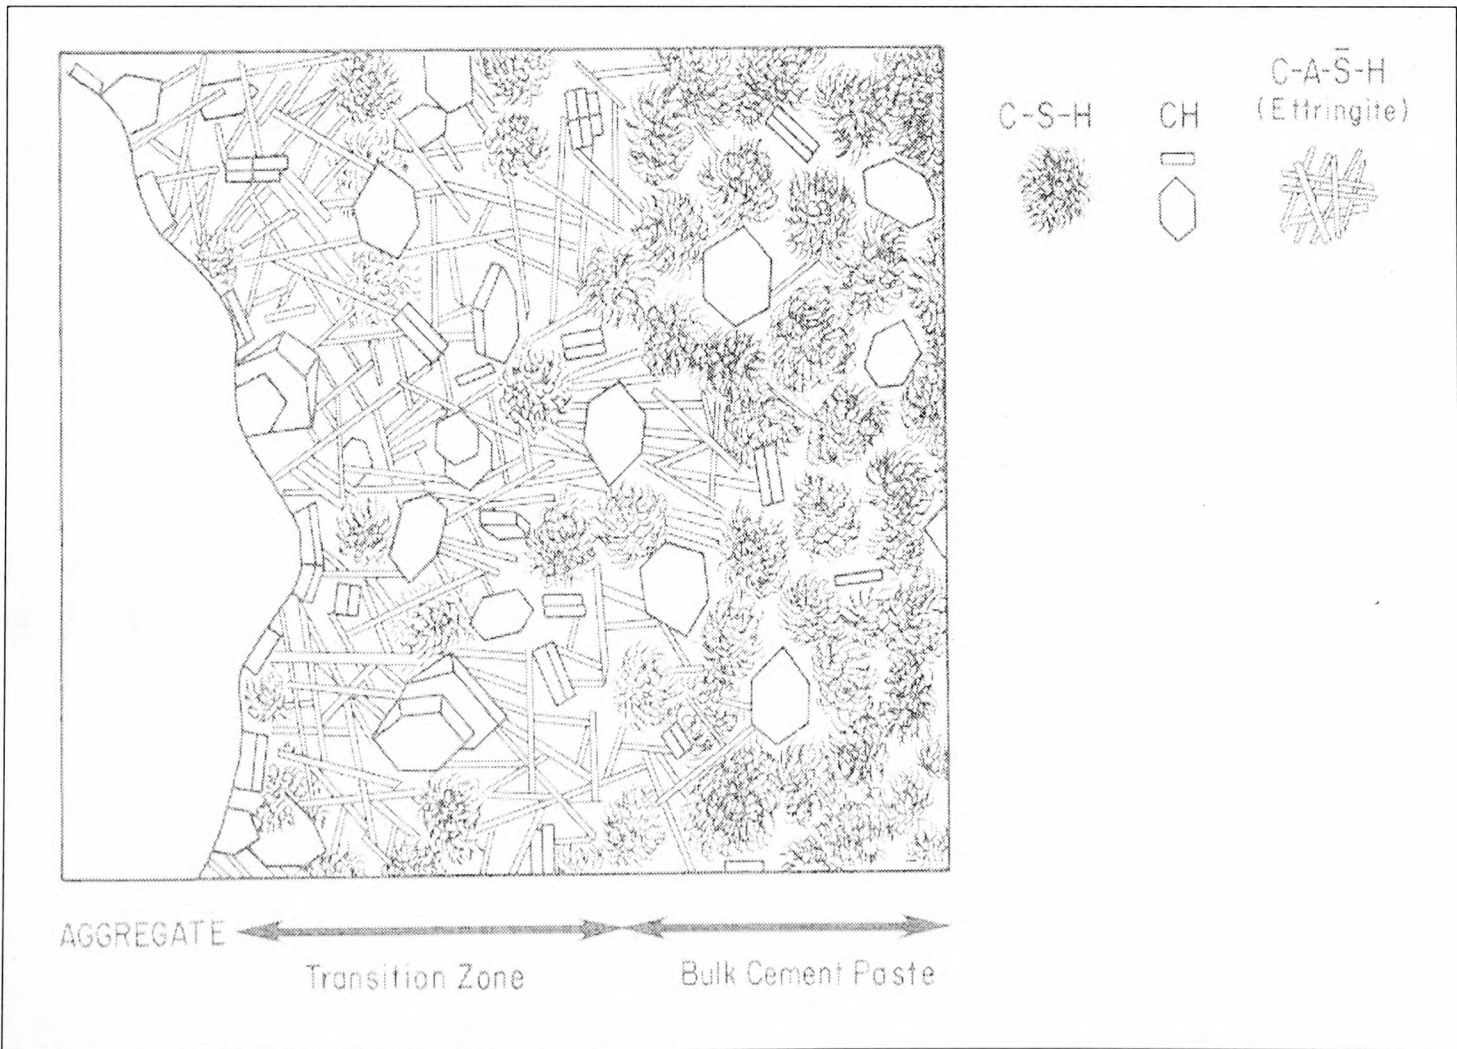 C-S-H
CH
C-A-S̄-H
(Ettringite)
AGGREGATE
Transition Zone
Bulk Cement Paste